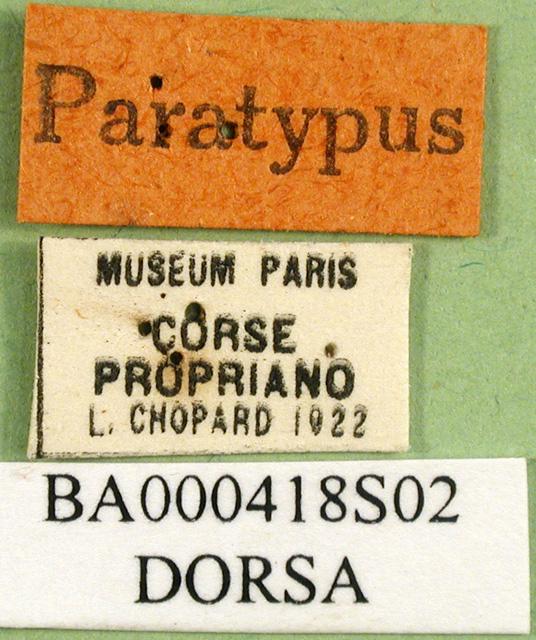 Paratypus
MUSEUM PARIS
CORSE
PROPRIANO
L. CHOPARD 1922
BA000418S02
DORSA